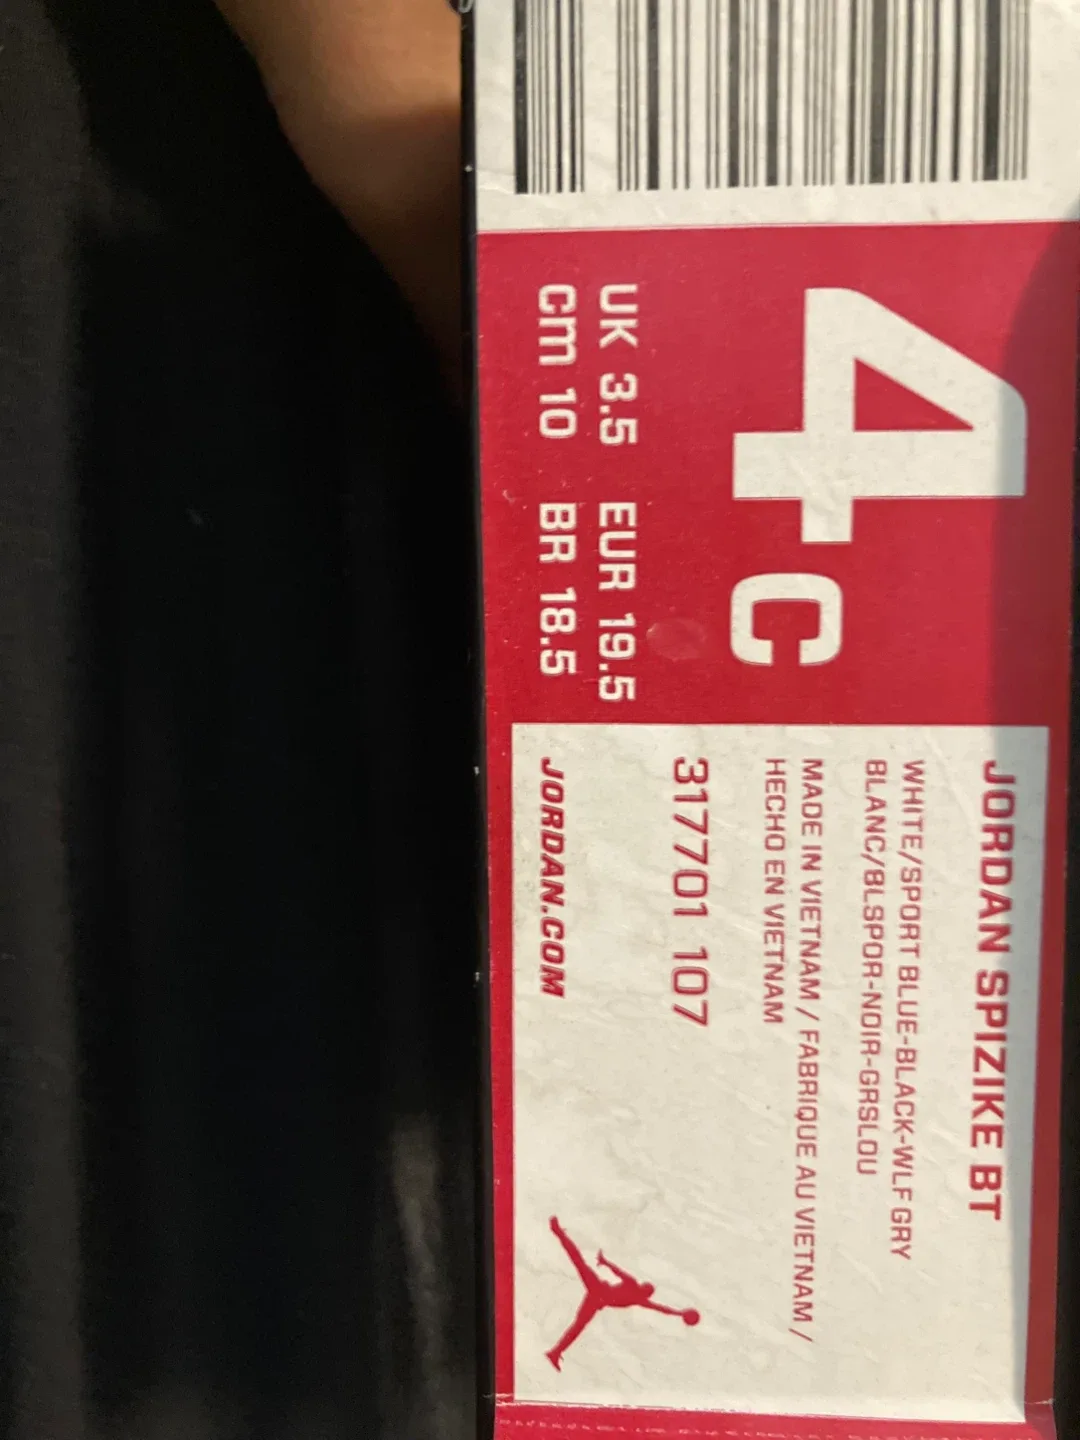 JORDAN SPIZIKE BT
WHITE/SPORT BLUE-BLACK-WLF GRY
BLANC/BLSPOR-NOIR-GRSLOU
MADE IN VIETNAM / FABRIQUE AU VIETNAM /
HECHO EN VIETNAM
317701 107
JORDAN.COM
4C
UK 3.5 EUR 19.5
cm 10 BR 18.5